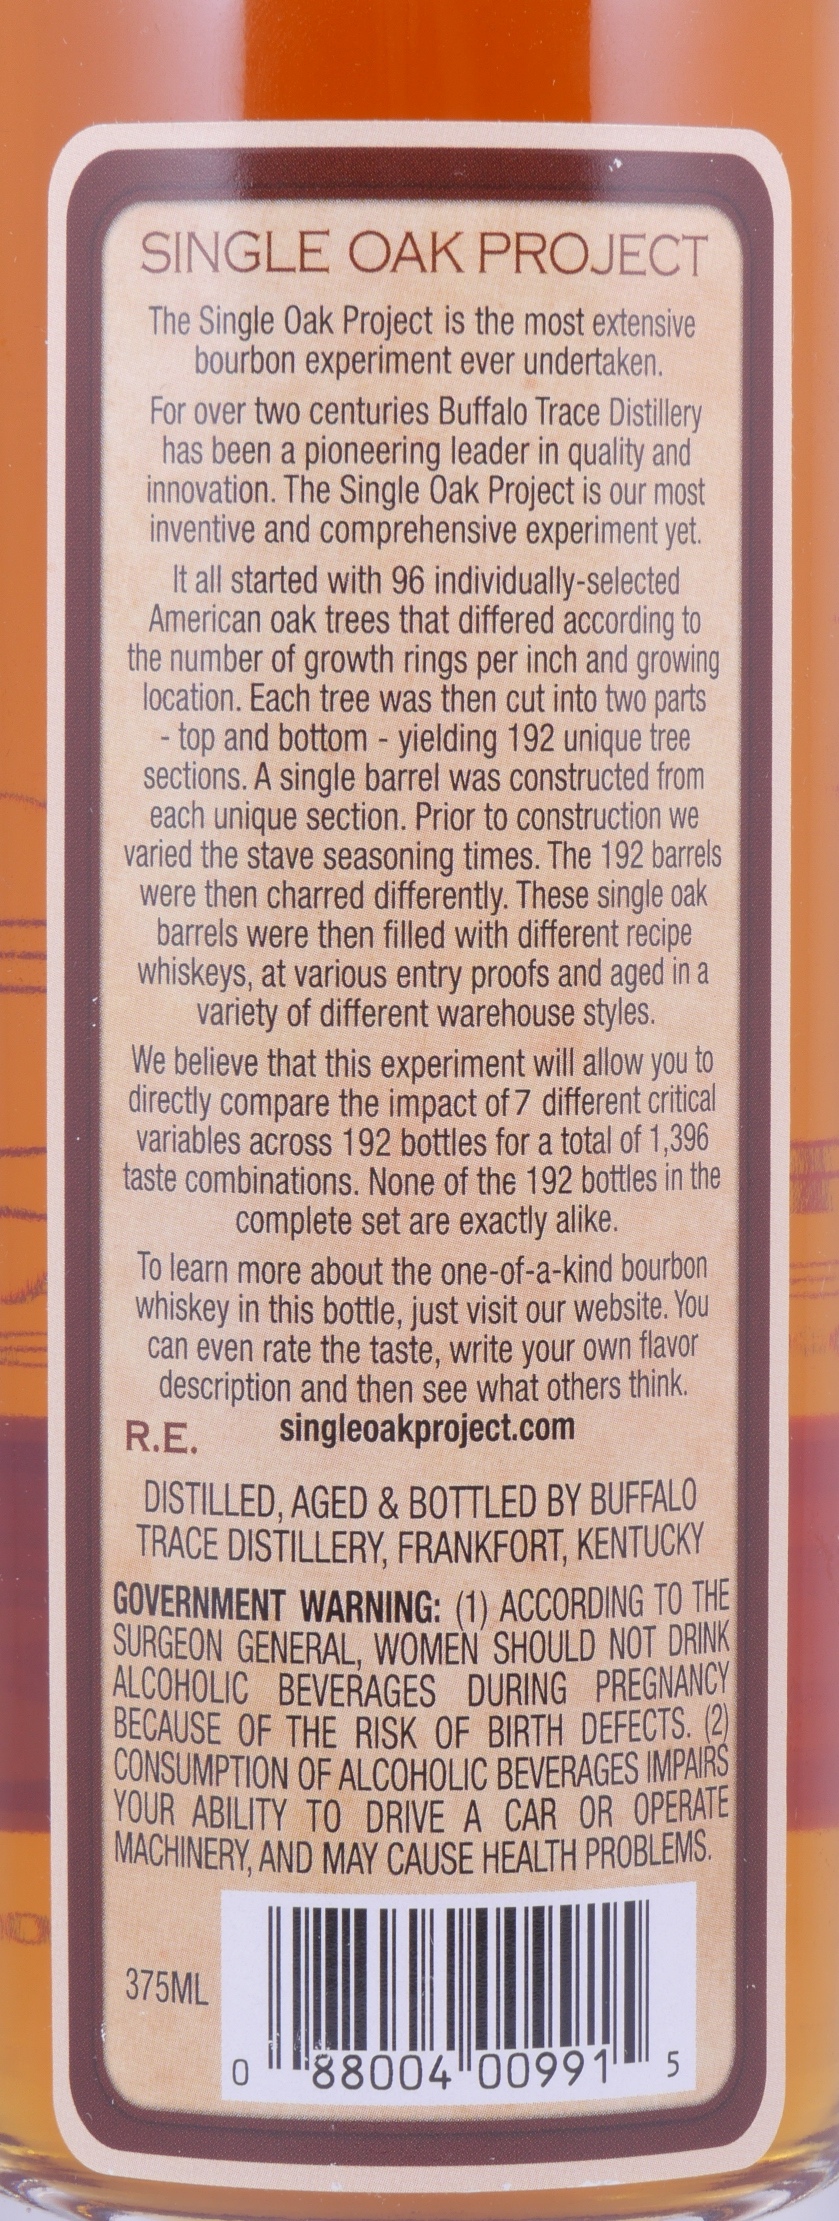 SINGLE OAK PROJECT
The Single Oak Project is the most extensive
bourbon experiment ever undertaken.
For over two centuries Buffalo Trace Distillery
has been a pioneering leader in quality and
innovation. The Single Oak Project is our most
inventive and comprehensive experiment yet.
It all started with 96 individually-selected
American oak trees that differed according to
the number of growth rings per inch and growing
location. Each tree was then cut into two parts
- top and bottom - yielding 192 unique tree
sections. A single barrel was constructed from
each unique section. Prior to construction we
varied the stave seasoning times. The 192 barrels
were then charred differently. These single oak
barrels were then filled with different recipe
whiskeys, at various entry proofs and aged in a
variety of different warehouse styles.
We believe that this experiment will allow you to
directly compare the impact of 7 different critical
variables across 192 bottles for a total of 1,396
taste combinations. None of the 192 bottles in the
complete set are exactly alike.
To learn more about the one-of-a-kind bourbon
whiskey in this bottle, just visit our website. You
can even rate the taste, write your own flavor
description and then see what others think.
R.E. singleoakproject.com
DISTILLED, AGED & BOTTLED BY BUFFALO
TRACE DISTILLERY, FRANKFORT, KENTUCKY
GOVERNMENT WARNING: (1) ACCORDING TO THE
SURGEON GENERAL, WOMEN SHOULD NOT DRINK
ALCOHOLIC BEVERAGES DURING PREGNANCY
BECAUSE OF THE RISK OF BIRTH DEFECTS. (2)
CONSUMPTION OF ALCOHOLIC BEVERAGES IMPAIRS
YOUR ABILITY TO DRIVE A CAR OR OPERATE
MACHINERY, AND MAY CAUSE HEALTH PROBLEMS.
375ML
0 88004 00991 5